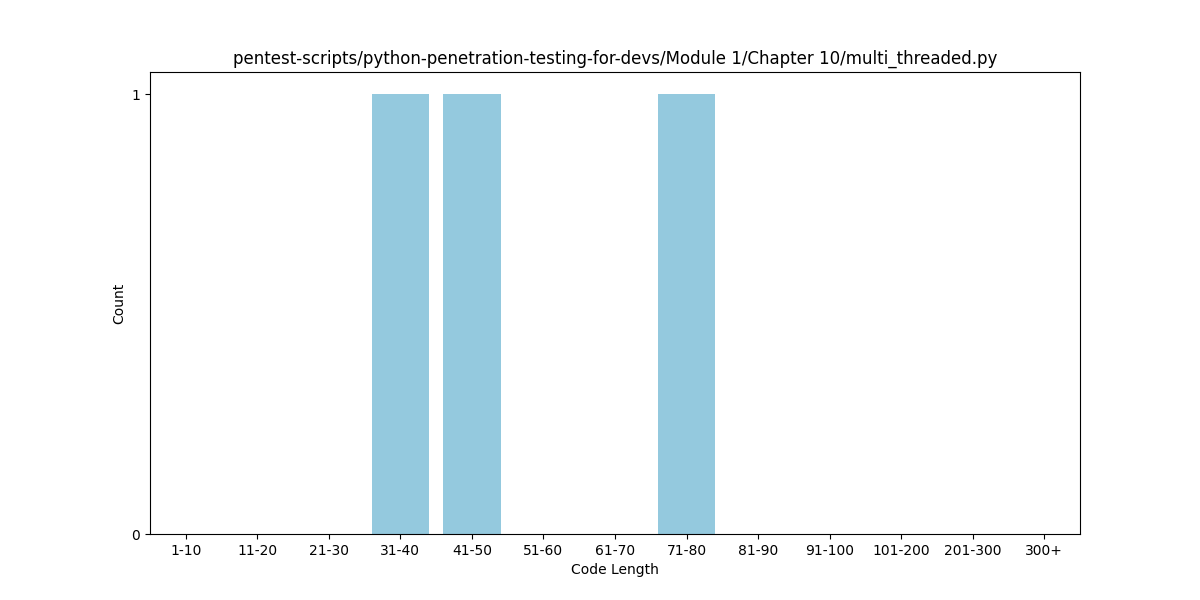 pentest-scripts/python-penetration-testing-for-devs/Module 1/Chapter 10/multi_threaded.py
1
Count
0
1-10 11-20 21-30 31-40 41-50 51-60 61-70 71-80 81-90 91-100 101-200 201-300 300+
Code Length